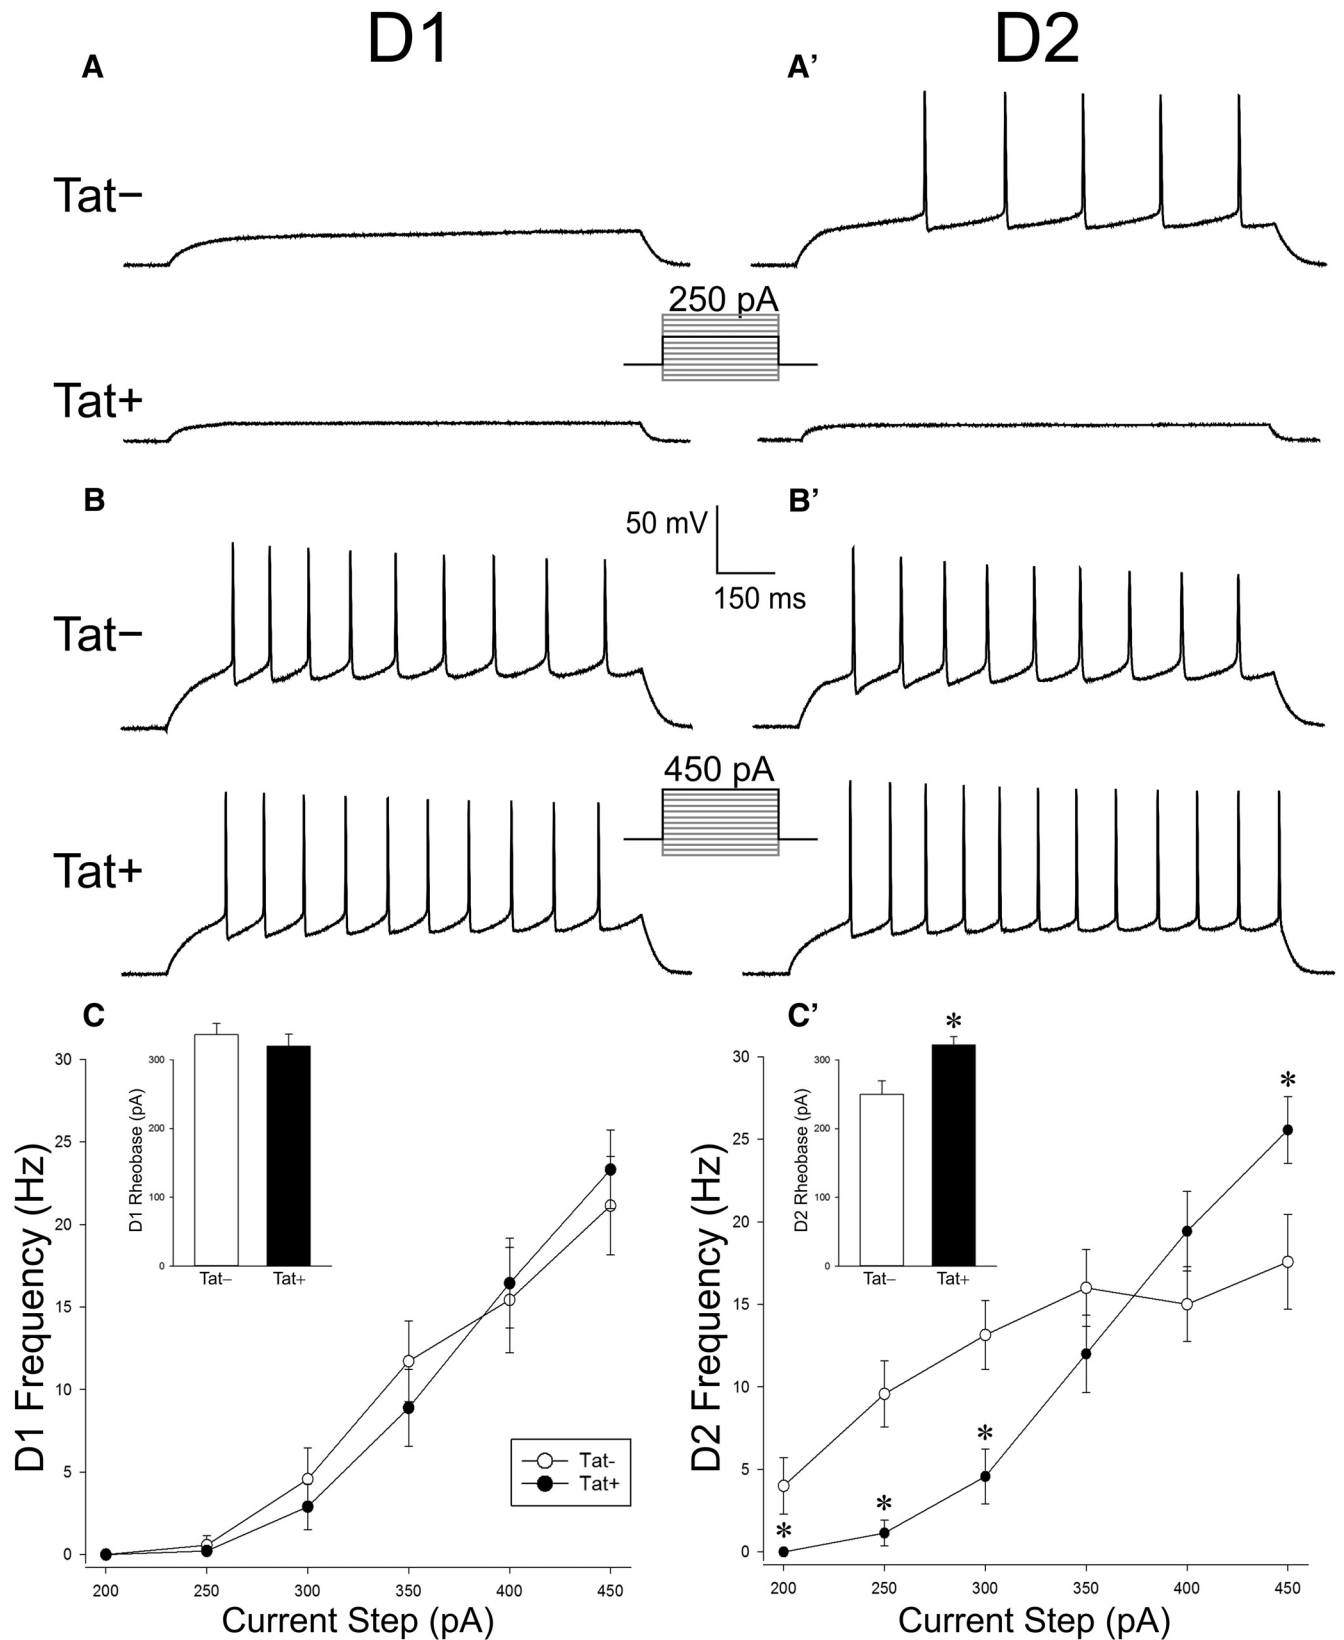 D1 D2
A A’
Tat−
250 pA
Tat+
B B’
50 mV
150 ms
Tat−
450 pA
Tat+
C C’
D1 Frequency (Hz)
30
25
20
15
10
5
0
200 250 300 350 400 450
Current Step (pA)
D1 Rheobase (pA)
300
200
100
0
Tat− Tat+
Tat-
Tat+
D2 Frequency (Hz)
30
25
20
15
10
5
0
200 250 300 350 400 450
Current Step (pA)
D2 Rheobase (pA)
300
200
100
0
Tat− Tat+
*
*
*
*
*